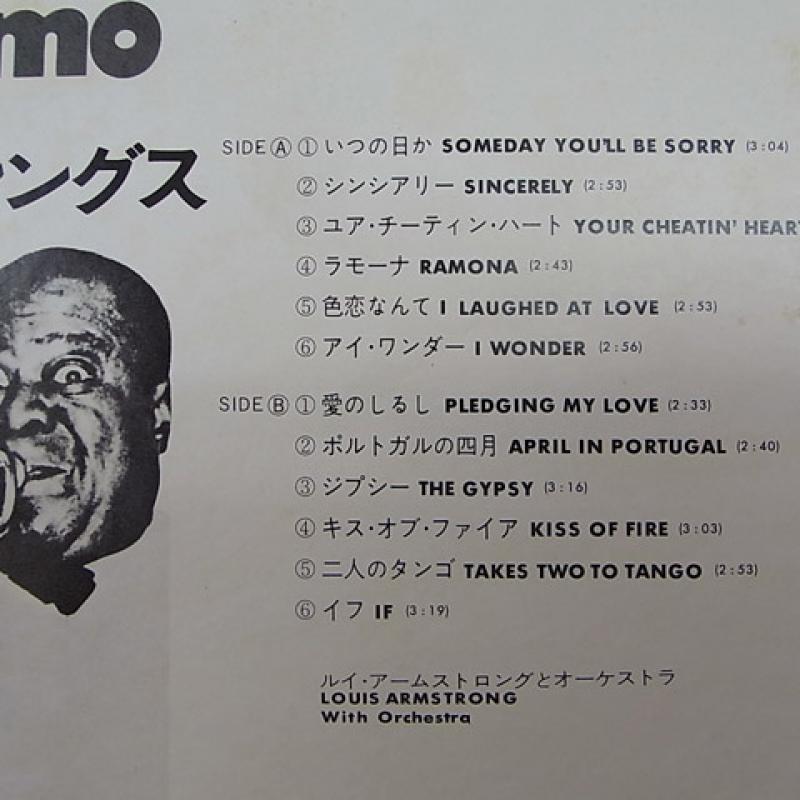 mo
ングス
SIDE Ⓐ ① いつの日か SOMEDAY YOU'LL BE SORRY (3:04)
② シンシアリー SINCERELY (2:53)
③ ユア・チーティン・ハート YOUR CHEATIN' HEART
④ ラモーナ RAMONA (2:43)
⑤ 色恋なんて I LAUGHED AT LOVE (2:53)
⑥ アイ・ワンダー I WONDER (2:56)
SIDE Ⓑ ① 愛のしるし PLEDGING MY LOVE (2:33)
② ポルトガルの四月 APRIL IN PORTUGAL (2:40)
③ ジプシー THE GYPSY (3:16)
④ キス・オブ・ファイア KISS OF FIRE (3:03)
⑤ 二人のタンゴ TAKES TWO TO TANGO (2:53)
⑥ イフ IF (3:19)
ルイ・アームストロングとオーケストラ
LOUIS ARMSTRONG
With Orchestra